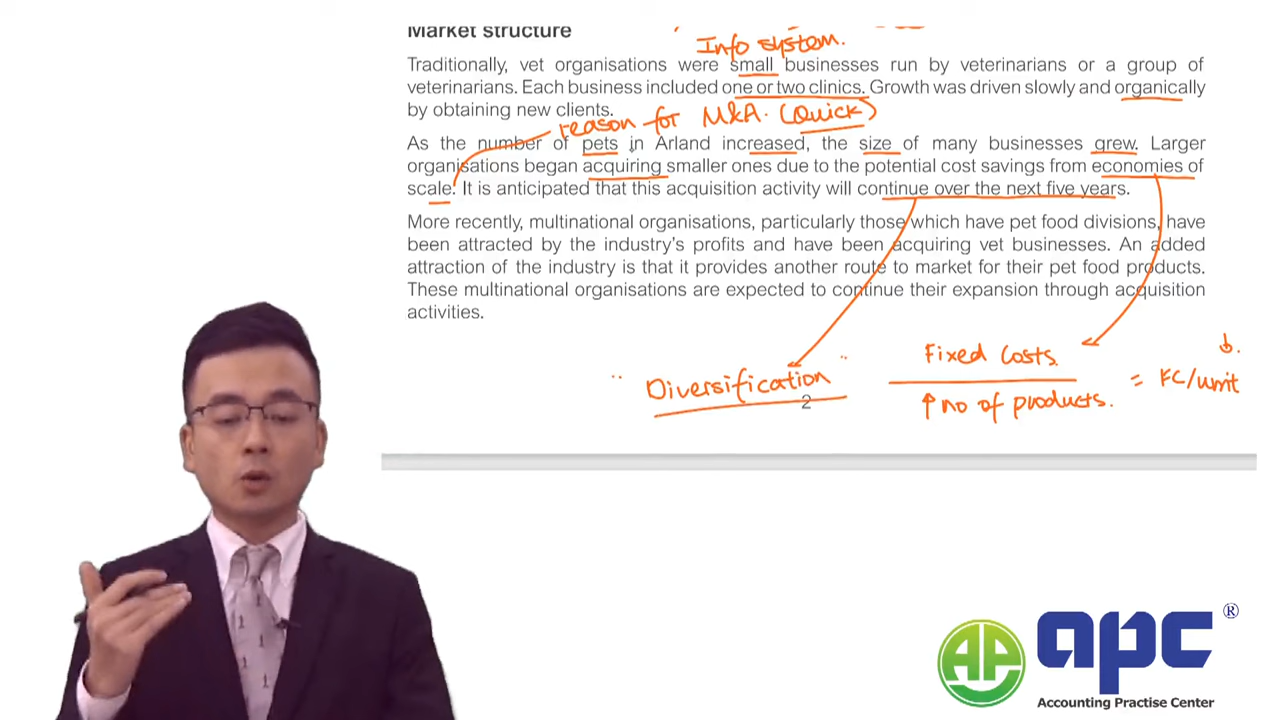 Market structure
Info system.
Traditionally, vet organisations were small businesses run by veterinarians or a group of
veterinarians. Each business included one or two clinics. Growth was driven slowly and organically
by obtaining new clients.
reason for M&A. (Quick)
As the number of pets in Arland increased, the size of many businesses grew. Larger
organisations began acquiring smaller ones due to the potential cost savings from economies of
scale. It is anticipated that this acquisition activity will continue over the next five years.
More recently, multinational organisations, particularly those which have pet food divisions, have
been attracted by the industry's profits and have been acquiring vet businesses. An added
attraction of the industry is that it provides another route to market for their pet food products.
These multinational organisations are expected to continue their expansion through acquisition
activities.
"Diversification"
2
Fixed Costs.
↑ no of products.
= FC/unit ↓.
AP
apc®
Accounting Practise Center